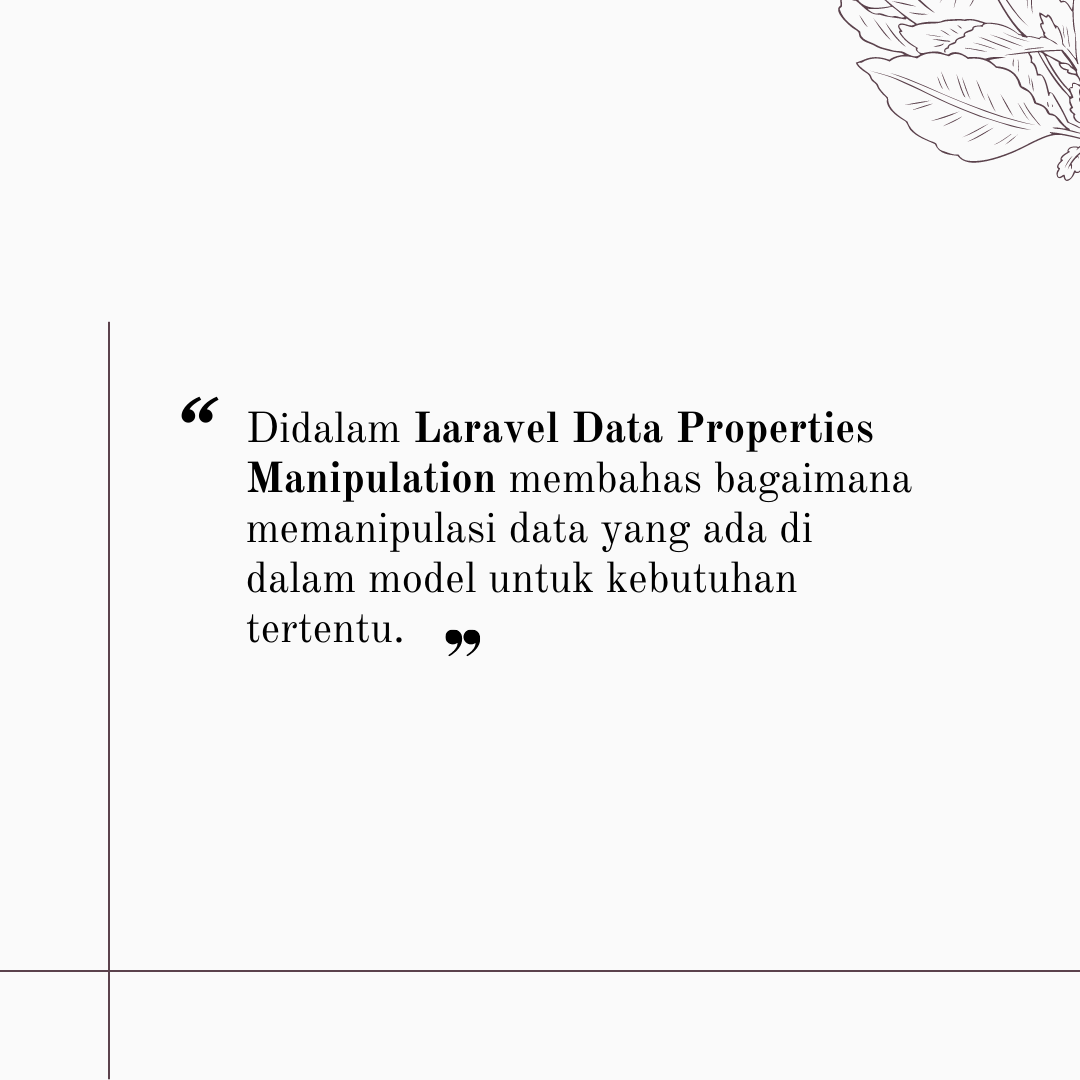 “ Didalam Laravel Data Properties
Manipulation membahas bagaimana
memanipulasi data yang ada di
dalam model untuk kebutuhan
tertentu. ”